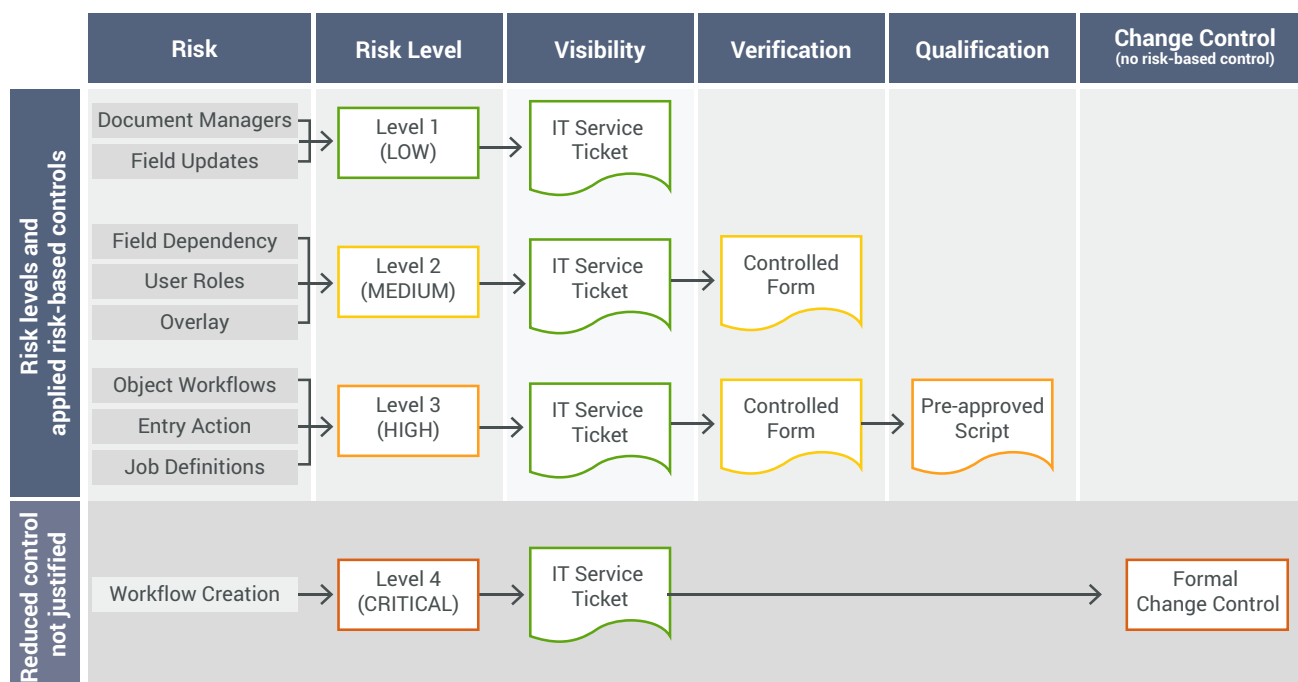 Risk
Risk Level
Visibility
Verification
Qualification
Change Control
(no risk-based control)
Risk levels and
applied risk-based controls
Document Managers
Field Updates
Level 1
(LOW)
IT Service
Ticket
Field Dependency
User Roles
Overlay
Level 2
(MEDIUM)
IT Service
Ticket
Controlled
Form
Object Workflows
Entry Action
Job Definitions
Level 3
(HIGH)
IT Service
Ticket
Controlled
Form
Pre-approved
Script
Reduced control
not justified
Workflow Creation
Level 4
(CRITICAL)
IT Service
Ticket
Formal
Change Control